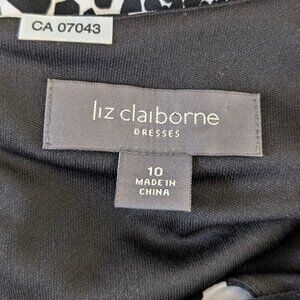 CA 07043
liz claiborne
DRESSES
10
MADE IN
CHINA